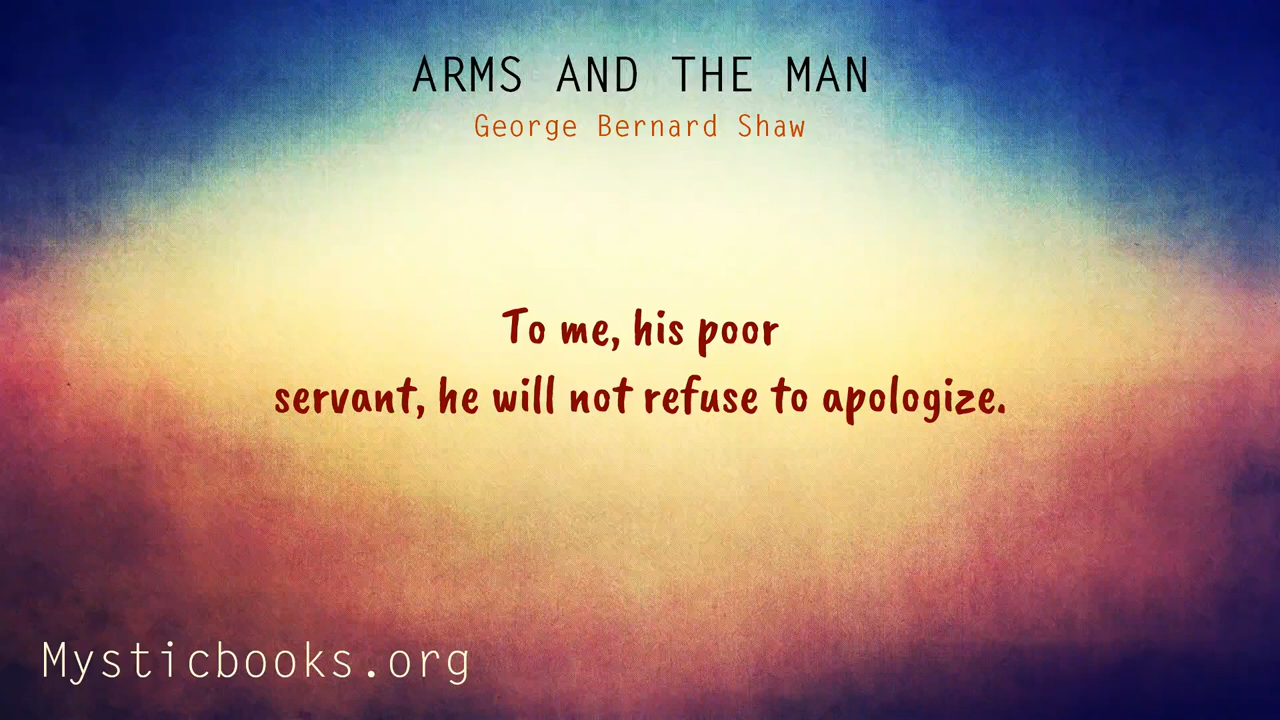 ARMS AND THE MAN
George Bernard Shaw
To me, his poor
servant, he will not refuse to apologize.
Mysticbooks.org